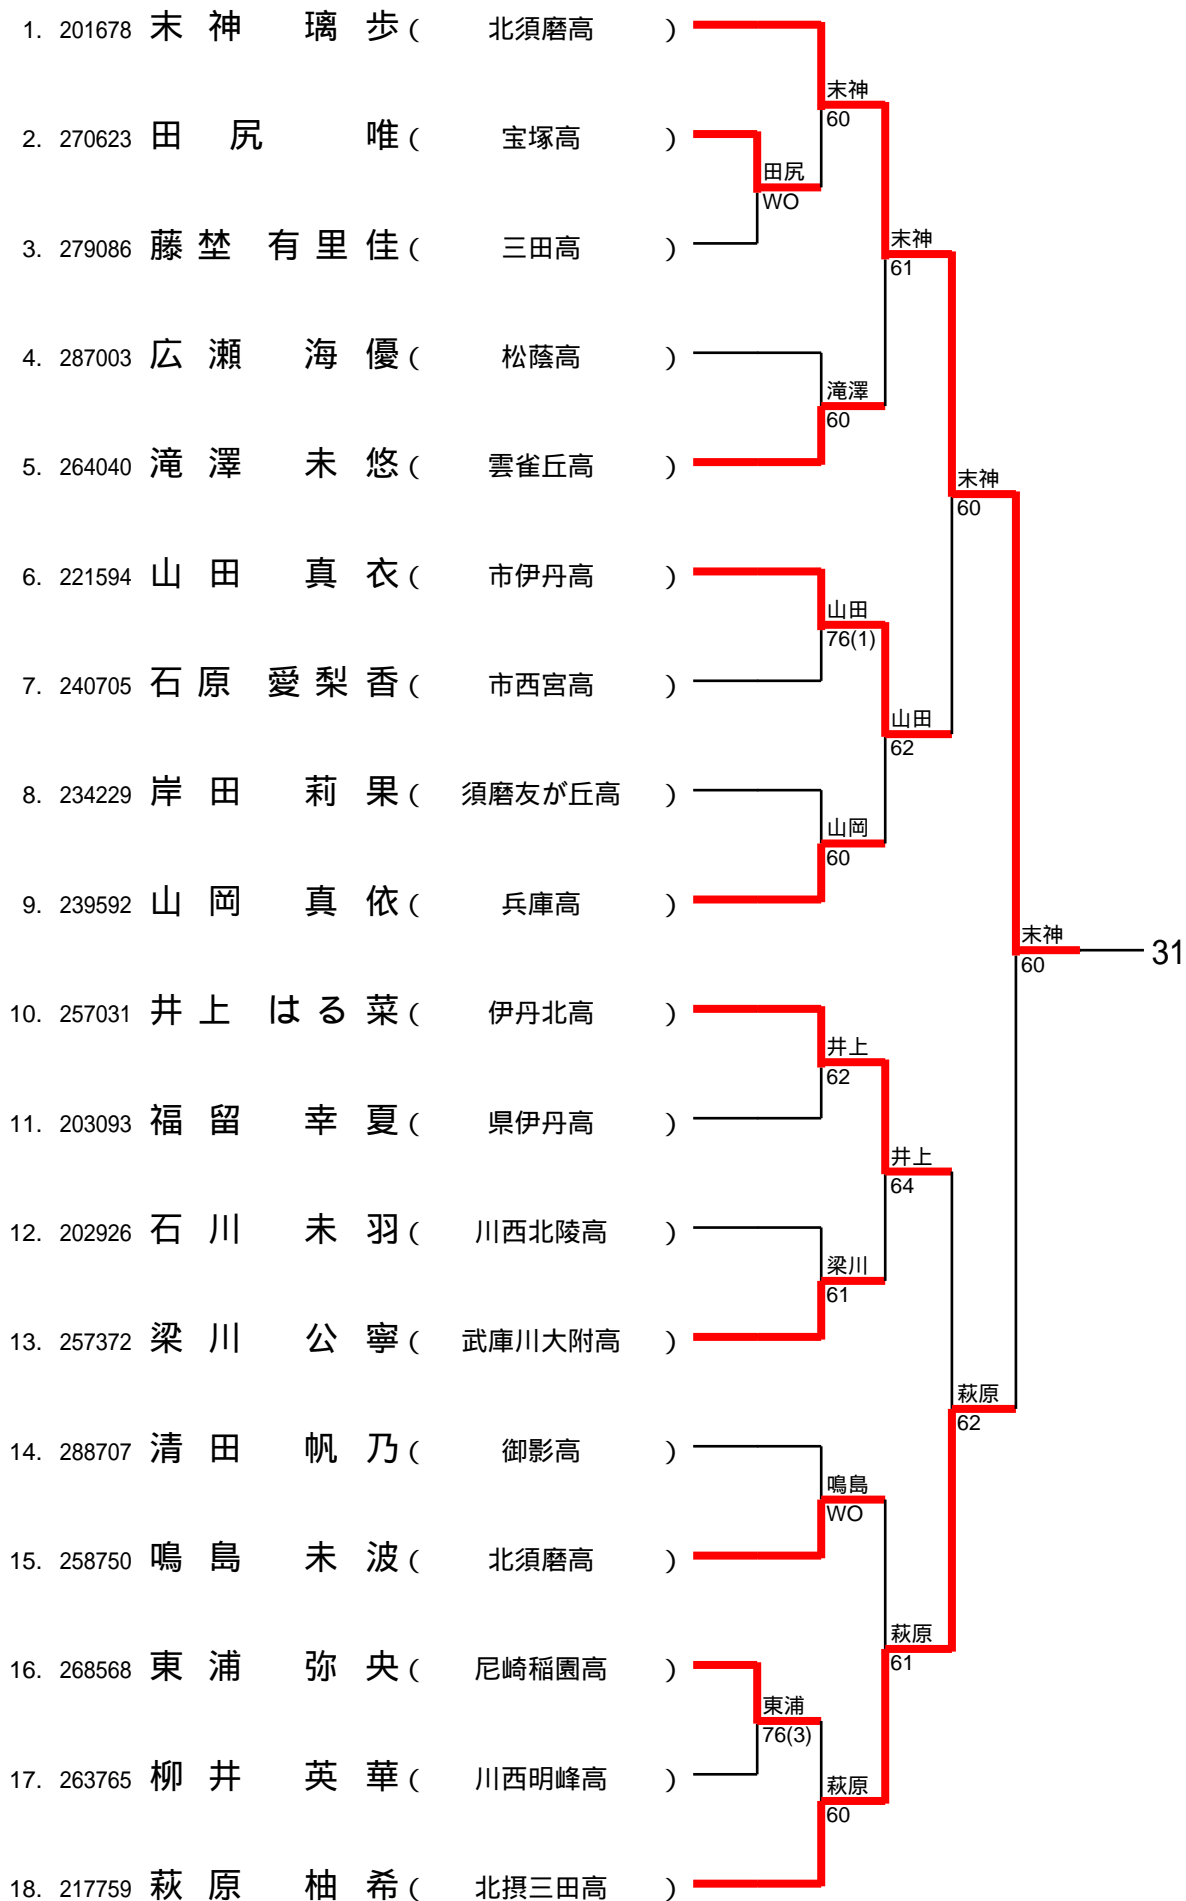 1. 201678 末神 璃歩 ( 北須磨高 )
末神
60
2. 270623 田尻 唯 ( 宝塚高 )
田尻
WO
3. 279086 藤埜 有里佳 ( 三田高 )
末神
61
4. 287003 広瀬 海優 ( 松蔭高 )
滝澤
60
5. 264040 滝澤 未悠 ( 雲雀丘高 )
末神
60
6. 221594 山田 真衣 ( 市伊丹高 )
山田
76(1)
7. 240705 石原 愛梨香 ( 市西宮高 )
山田
62
8. 234229 岸田 莉果 ( 須磨友が丘高 )
山岡
60
9. 239592 山岡 真依 ( 兵庫高 )
末神
60
31
10. 257031 井上 はる菜 ( 伊丹北高 )
井上
62
11. 203093 福留 幸夏 ( 県伊丹高 )
井上
64
12. 202926 石川 未羽 ( 川西北陵高 )
梁川
61
13. 257372 梁川 公寧 ( 武庫川大附高 )
萩原
62
14. 288707 清田 帆乃 ( 御影高 )
鳴島
WO
15. 258750 鳴島 未波 ( 北須磨高 )
萩原
61
16. 268568 東浦 弥央 ( 尼崎稲園高 )
東浦
76(3)
17. 263765 柳井 英華 ( 川西明峰高 )
萩原
60
18. 217759 萩原 柚希 ( 北摂三田高 )